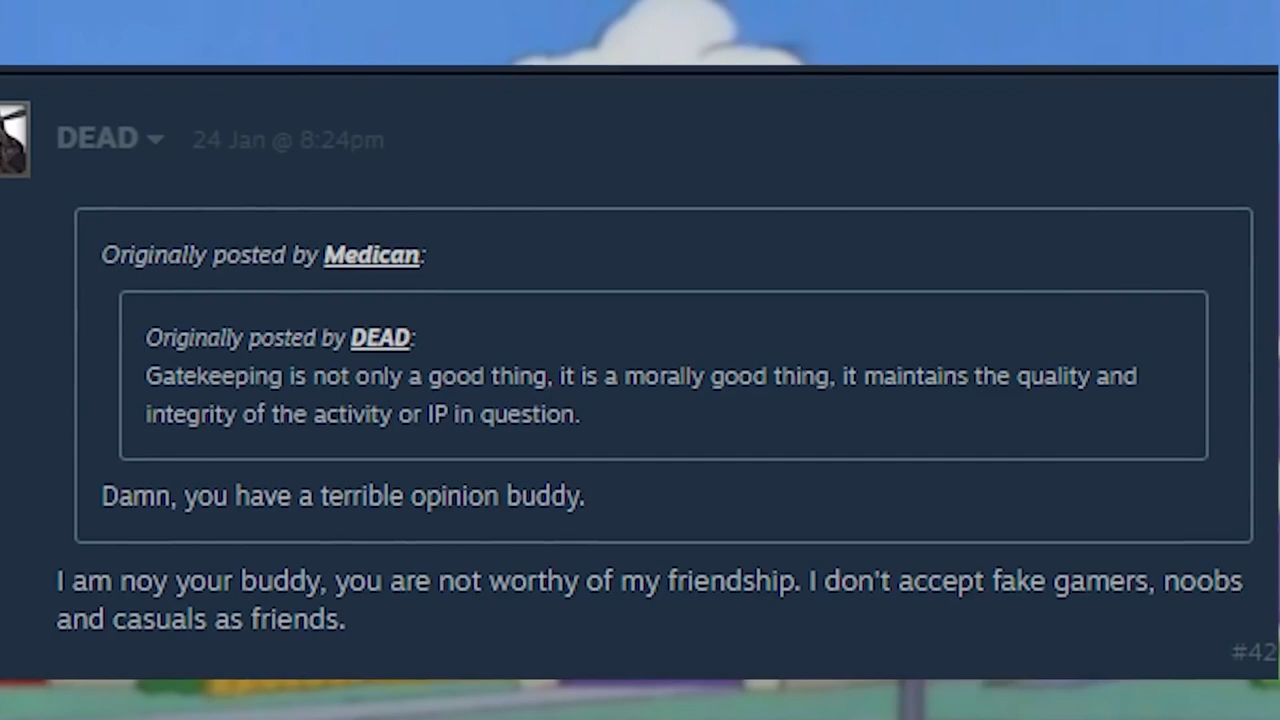 DEAD 24 Jan @ 8:24pm
Originally posted by Medican:
Originally posted by DEAD:
Gatekeeping is not only a good thing, it is a morally good thing, it maintains the quality and
integrity of the activity or IP in question.
Damn, you have a terrible opinion buddy.
I am noy your buddy, you are not worthy of my friendship. I don't accept fake gamers, noobs
and casuals as friends.
#42